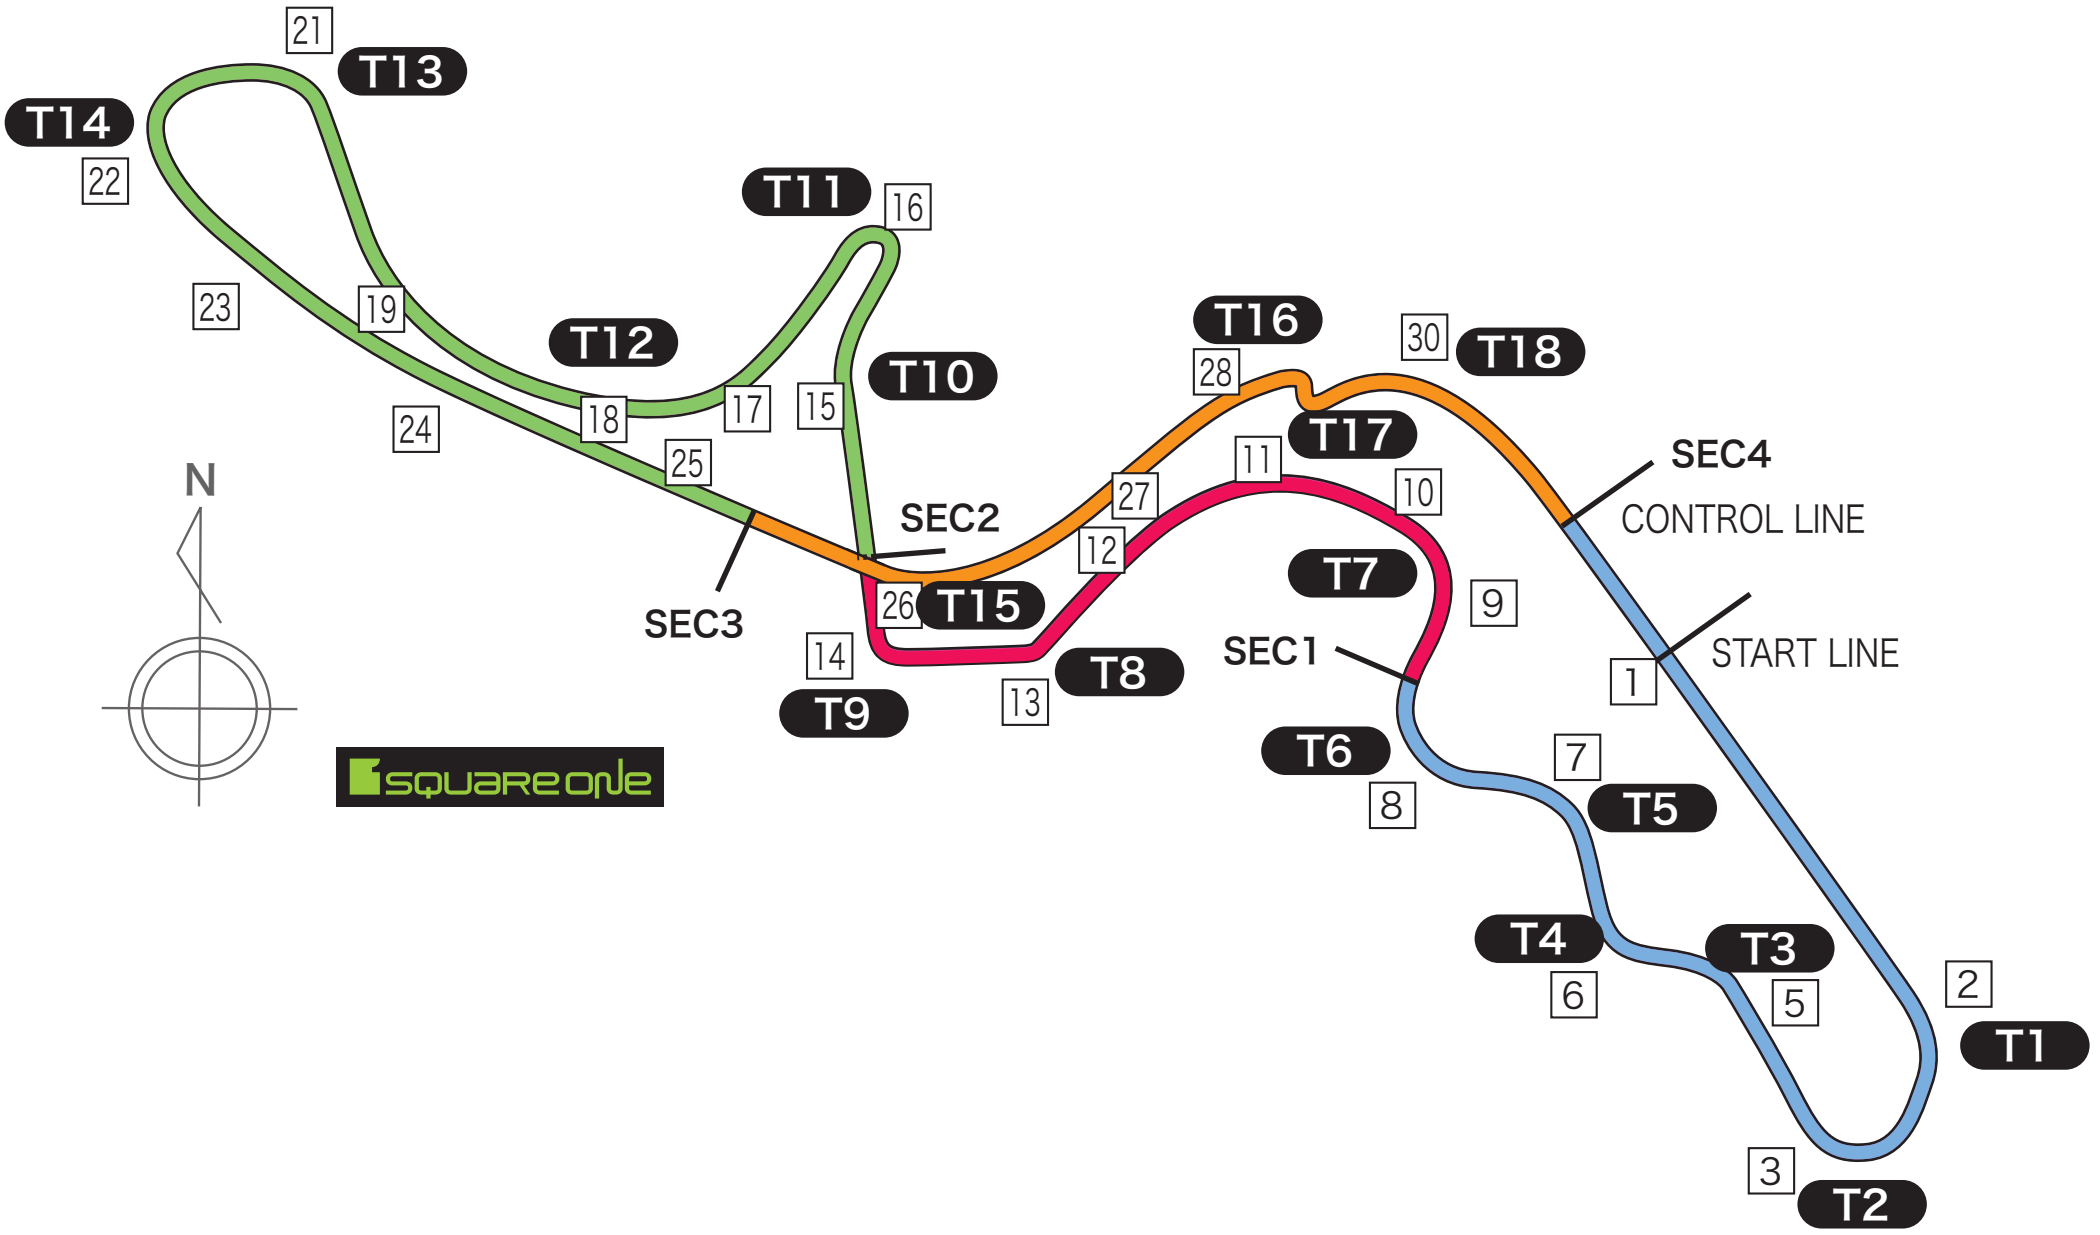 21
T13
T14
22
T11
16
23
19
T12
T10
15
17
18
24
25
T16
28
30
T18
T17
11
10
27
12
SEC4
CONTROL LINE
SEC2
SEC3
26
T15
T7
9
SEC1
START LINE
1
14
T9
T8
13
T6
8
7
T5
T4
6
T3
5
2
T1
3
T2
N
SQUARE ONE